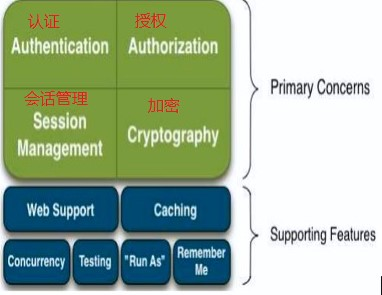 认证
Authentication
授权
Authorization
会话管理
Session
Management
加密
Cryptography
Primary Concerns
Web Support
Caching
Concurrency
Testing
"Run As"
Remember
Me
Supporting Features